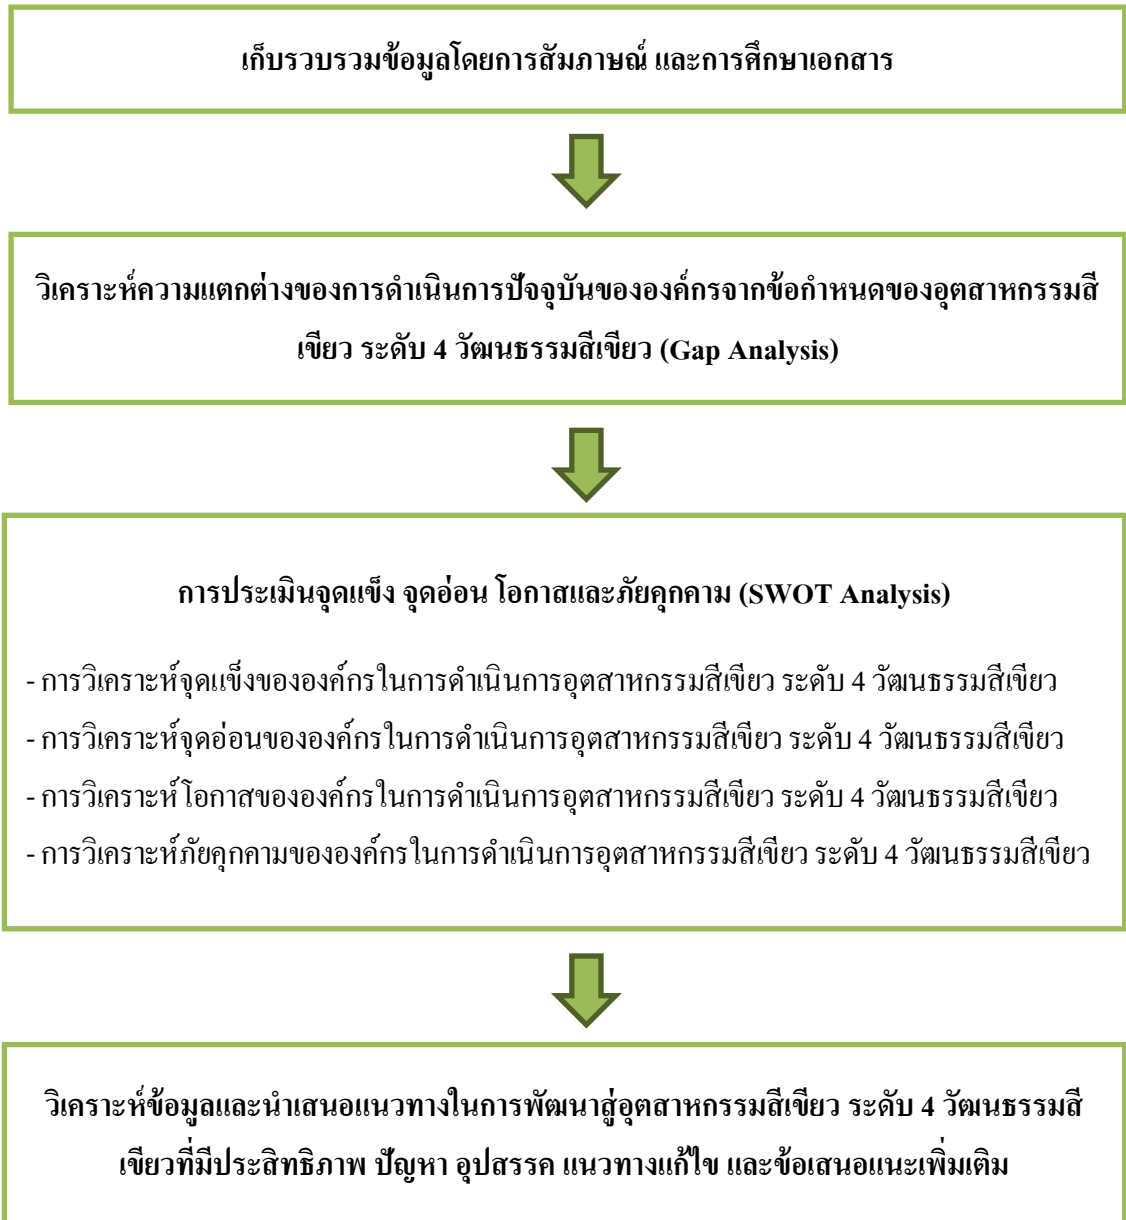 เก็บรวบรวมข้อมูลโดยการสัมภาษณ์ และการศึกษาเอกสาร
วิเคราะห์ความแตกต่างของการดำเนินการปัจจุบันขององค์กรจากข้อกำหนดของอุตสาหกรรมสี
เขียว ระดับ 4 วัฒนธรรมสีเขียว (Gap Analysis)
การประเมินจุดแข็ง จุดอ่อน โอกาสและภัยคุกคาม (SWOT Analysis)
- การวิเคราะห์จุดแข็งขององค์กรในการดำเนินการอุตสาหกรรมสีเขียว ระดับ 4 วัฒนธรรมสีเขียว
- การวิเคราะห์จุดอ่อนขององค์กรในการดำเนินการอุตสาหกรรมสีเขียว ระดับ 4 วัฒนธรรมสีเขียว
- การวิเคราะห์โอกาสขององค์กรในการดำเนินการอุตสาหกรรมสีเขียว ระดับ 4 วัฒนธรรมสีเขียว
- การวิเคราะห์ภัยคุกคามขององค์กรในการดำเนินการอุตสาหกรรมสีเขียว ระดับ 4 วัฒนธรรมสีเขียว
วิเคราะห์ข้อมูลและนำเสนอแนวทางในการพัฒนาสู่อุตสาหกรรมสีเขียว ระดับ 4 วัฒนธรรมสี
เขียวที่มีประสิทธิภาพ ปัญหา อุปสรรค แนวทางแก้ไข และข้อเสนอแนะเพิ่มเติม